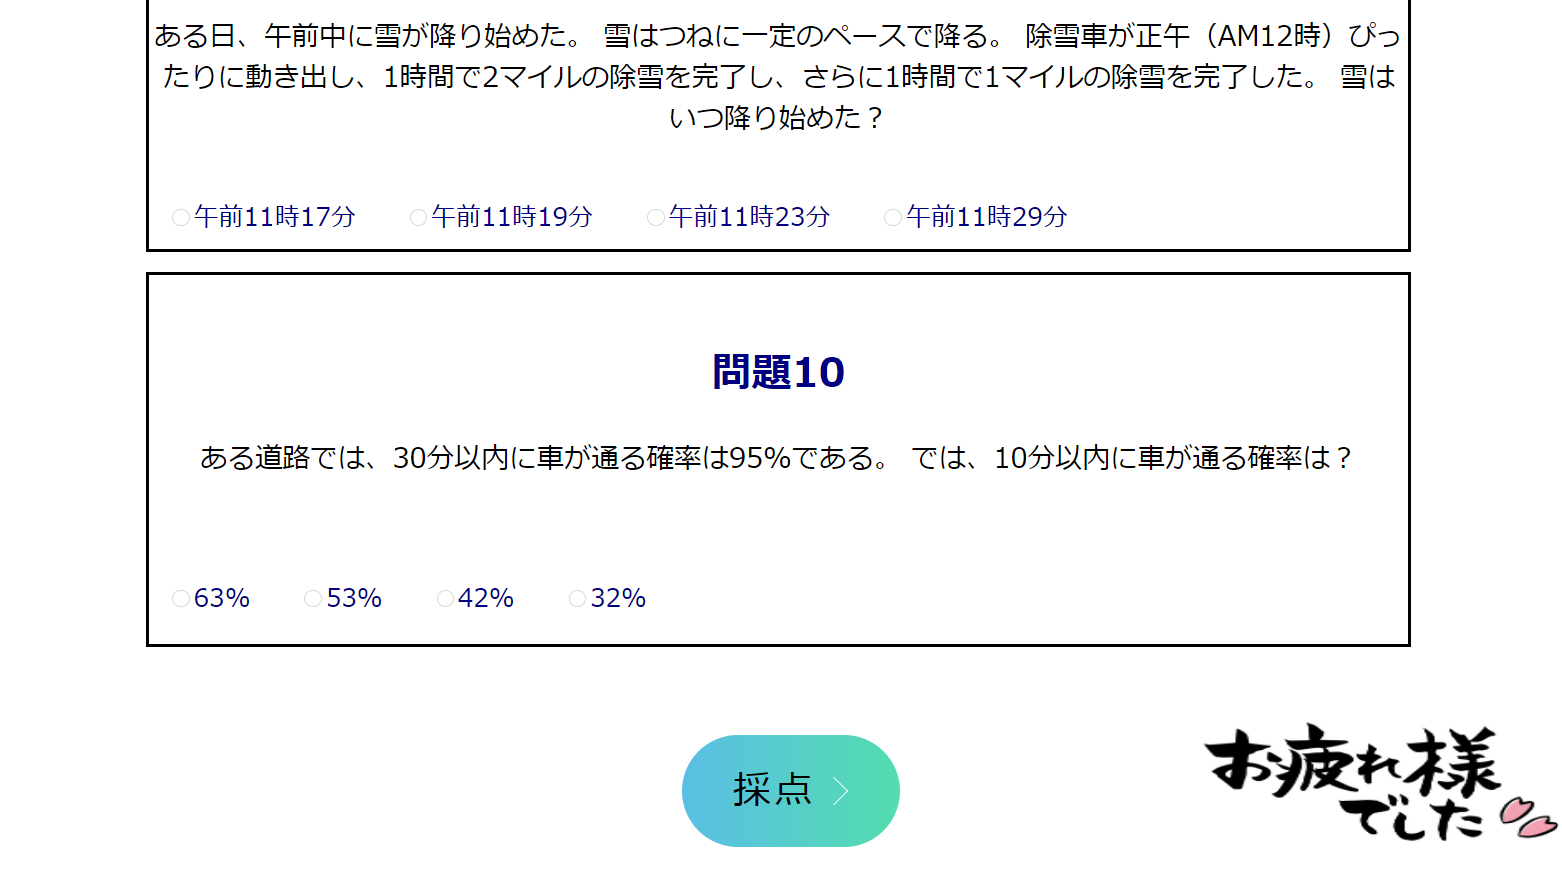 ある日、午前中に雪が降り始めた。 雪はつねに一定のペースで降る。 除雪車が正午（AM12時）ぴっ
たりに動き出し、1時間で2マイルの除雪を完了し、さらに1時間で1マイルの除雪を完了した。 雪は
いつ降り始めた？
午前11時17分 午前11時19分 午前11時23分 午前11時29分
問題10
ある道路では、30分以内に車が通る確率は95%である。 では、10分以内に車が通る確率は？
63% 53% 42% 32%
採点
お疲れ様
でした